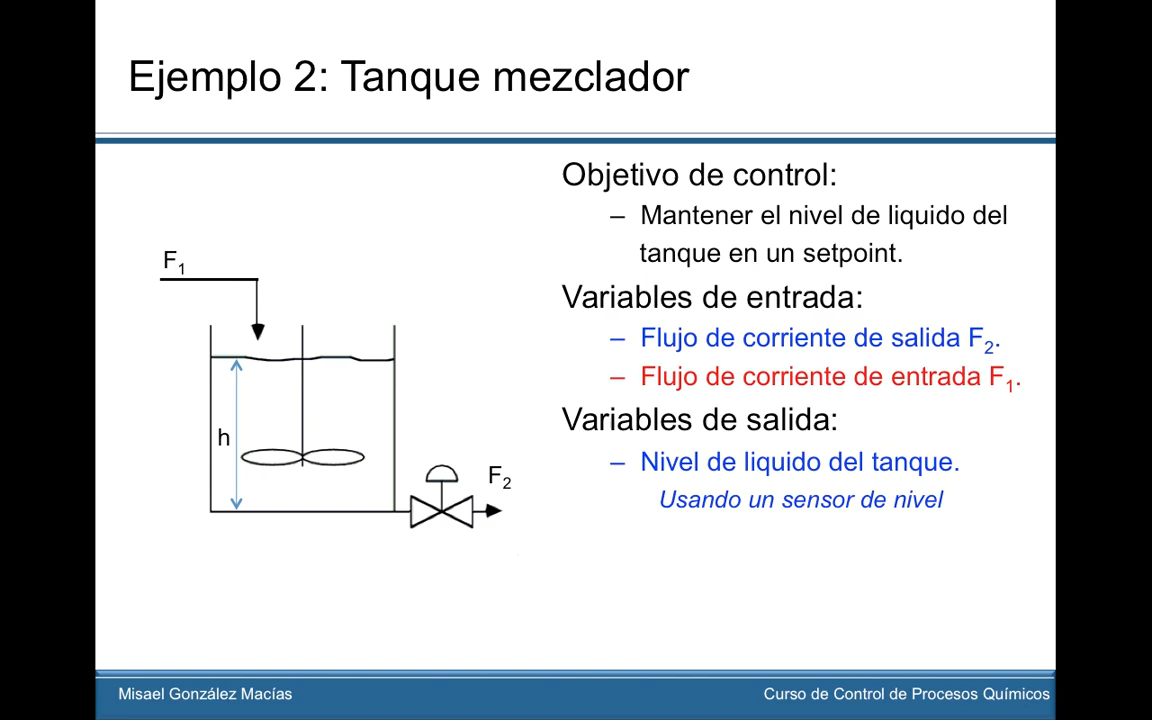 Ejemplo 2: Tanque mezclador
Objetivo de control:
– Mantener el nivel de liquido del
tanque en un setpoint.
Variables de entrada:
– Flujo de corriente de salida F2.
– Flujo de corriente de entrada F1.
Variables de salida:
– Nivel de liquido del tanque.
Usando un sensor de nivel
F1
h
F2
Misael González Macías
Curso de Control de Procesos Químicos